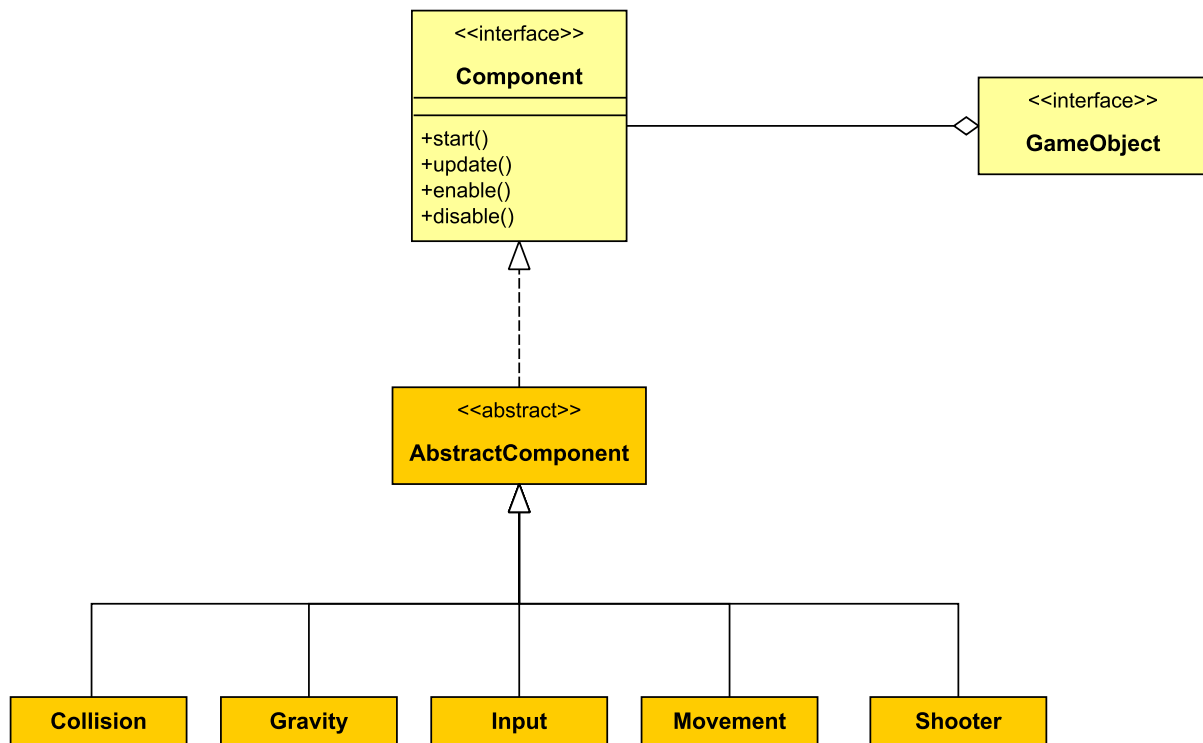 <<interface>>
Component
+start()
+update()
+enable()
+disable()
<<interface>>
GameObject
<<abstract>>
AbstractComponent
Collision
Gravity
Input
Movement
Shooter